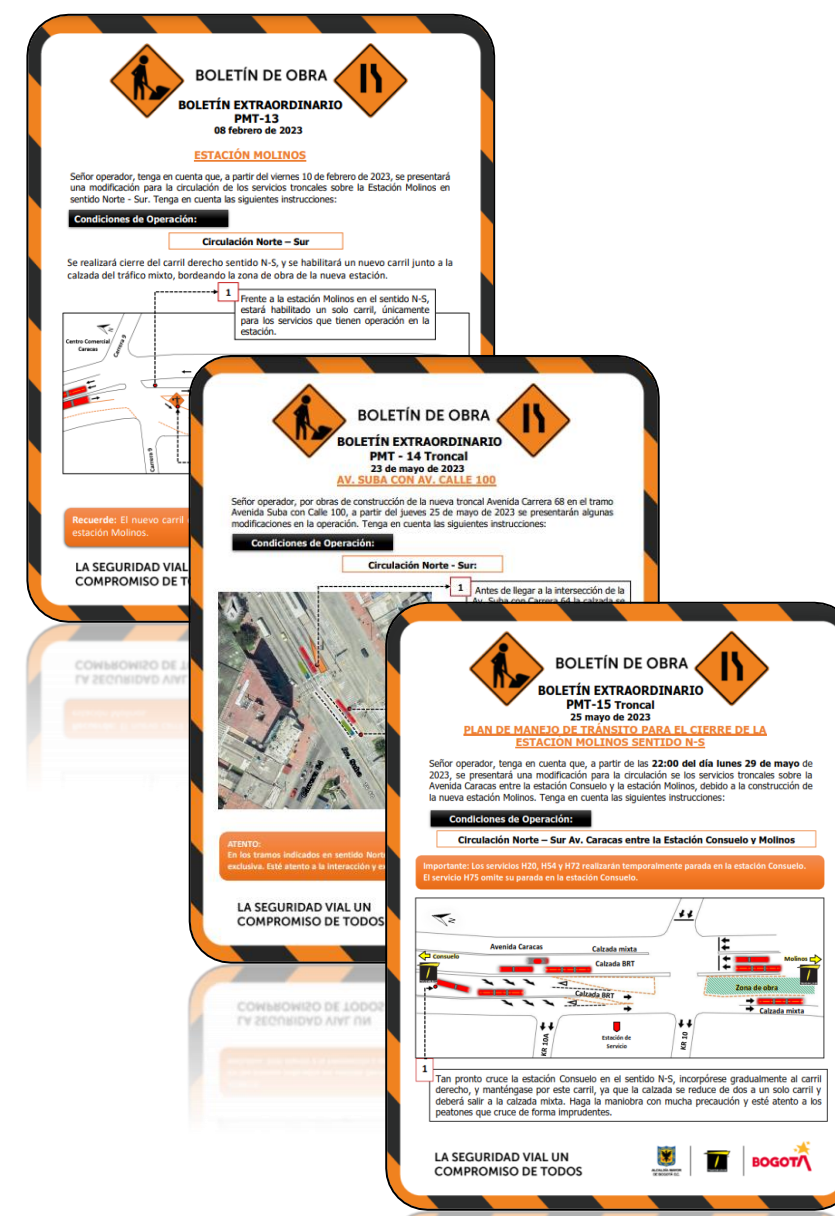 BOLETÍN DE OBRA
BOLETÍN EXTRAORDINARIO
PMT-13
08 febrero de 2023
ESTACIÓN MOLINOS
Señor operador, tenga en cuenta que, a partir del viernes 10 de febrero de 2023, se presentará
una modificación para la circulación de los servicios troncales sobre la Estación Molinos en
sentido Norte - Sur. Tenga en cuenta las siguientes instrucciones:
Condiciones de Operación:
Circulación Norte – Sur
Se realizará cierre del carril derecho sentido N-S, y se habilitará un nuevo carril junto a la
calzada del tráfico mixto, bordeando la zona de obra de la nueva estación.
1
Frente a la estación Molinos en el sentido N-S,
estará habilitado un solo carril, únicamente
para los servicios que tienen operación en la
estación.
N
Centro Comercial
Caracas
Carrera 9
Carrera 9
Recuerde: El nuevo carril
estación Molinos.
LA SEGURIDAD VIAL
COMPROMISO DE T
BOLETÍN DE OBRA
BOLETÍN EXTRAORDINARIO
PMT - 14 Troncal
23 de mayo de 2023
AV. SUBA CON AV. CALLE 100
Señor operador, por obras de construcción de la nueva troncal Avenida Carrera 68 en el tramo
Avenida Suba con Calle 100, a partir del jueves 25 de mayo de 2023 se presentarán algunas
modificaciones en la operación. Tenga en cuenta las siguientes instrucciones:
Condiciones de Operación:
Circulación Norte - Sur:
1
Antes de llegar a la intersección de la
Av. Suba con Carrera 64 la calzada se
Av. Suba
ATENTO:
En los tramos indicados en sentido Nort
exclusiva. Esté atento a la interacción y
LA SEGURIDAD VIAL UN
COMPROMISO DE TODOS
BOLETÍN DE OBRA
BOLETÍN EXTRAORDINARIO
PMT-15 Troncal
25 mayo de 2023
PLAN DE MANEJO DE TRÁNSITO PARA EL CIERRE DE LA
ESTACION MOLINOS SENTIDO N-S
Señor operador, tenga en cuenta que, a partir de las 22:00 del día lunes 29 de mayo de
2023, se presentará una modificación para la circulación se los servicios troncales sobre la
Avenida Caracas entre la estación Consuelo y la estación Molinos, debido a la construcción de
la nueva estación Molinos. Tenga en cuenta las siguientes instrucciones:
Condiciones de Operación:
Circulación Norte – Sur Av. Caracas entre la Estación Consuelo y Molinos
Importante: Los servicios H20, H54 y H72 realizarán temporalmente parada en la estación Consuelo.
El servicio H75 omite su parada en la estación Consuelo.
N
Avenida Caracas
Calzada mixta
Consuelo
Calzada BRT
Molinos
Calzada BRT
Zona de obra
Calzada mixta
KR 10A
Estación de
Servicio
KR 10
1
Tan pronto cruce la estación Consuelo en el sentido N-S, incorpórese gradualmente al carril
derecho, y manténgase por este carril, ya que la calzada se reduce de dos a un solo carril y
deberá salir a la calzada mixta. Haga la maniobra con mucha precaución y esté atento a los
peatones que cruce de forma imprudentes.
LA SEGURIDAD VIAL UN
COMPROMISO DE TODOS
ALCALDÍA MAYOR
DE BOGOTÁ D.C.
BOGOTÁ